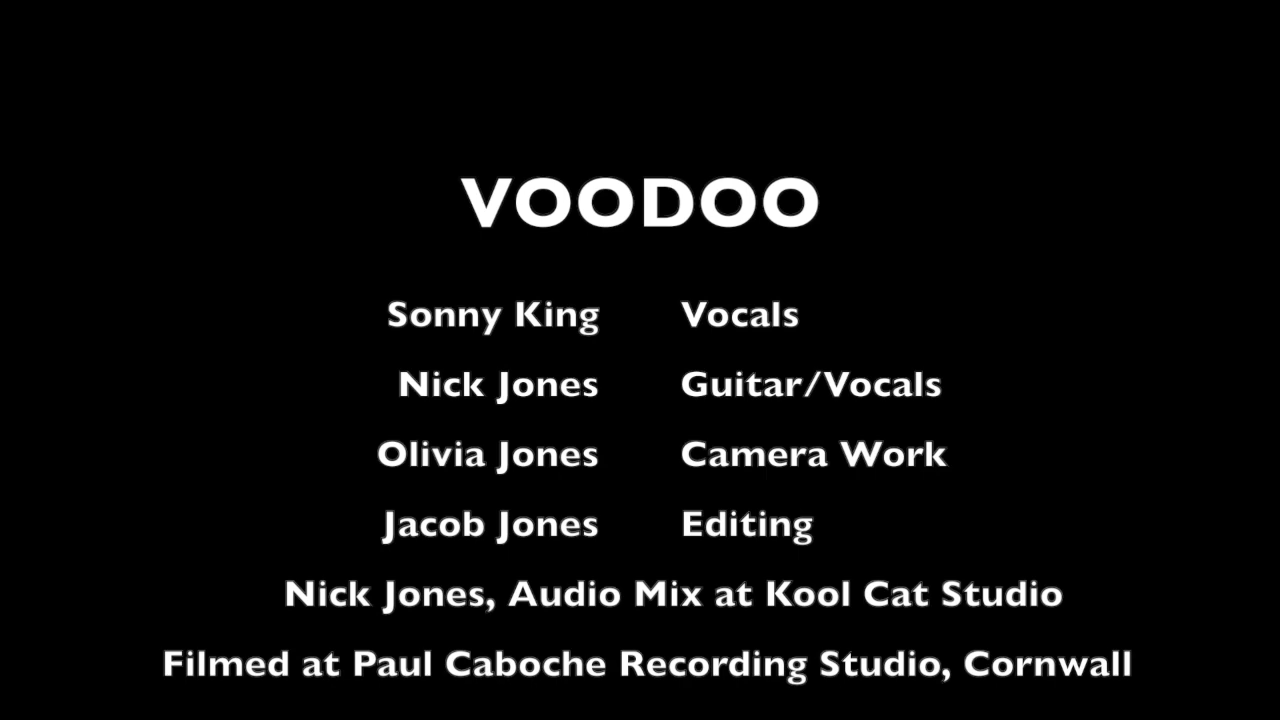 VOODOO
Sonny King Vocals
Nick Jones Guitar/Vocals
Olivia Jones Camera Work
Jacob Jones Editing
Nick Jones, Audio Mix at Kool Cat Studio
Filmed at Paul Caboche Recording Studio, Cornwall